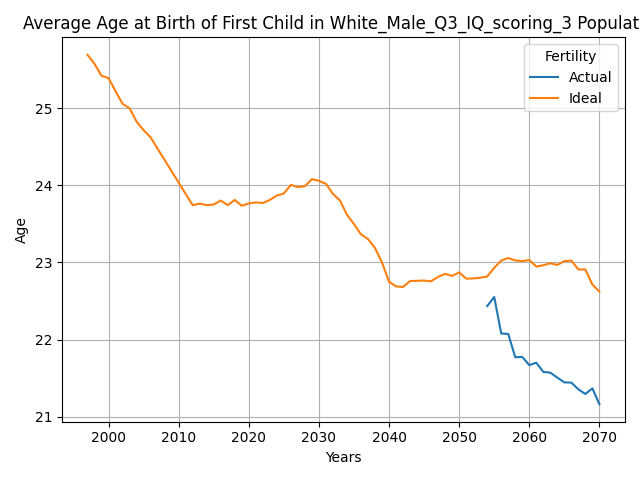 Average Age at Birth of First Child in White_Male_Q3_IQ_scoring_3 Populat
Fertility
Actual
Ideal
Age
25
24
23
22
21
2000 2010 2020 2030 2040 2050 2060 2070
Years